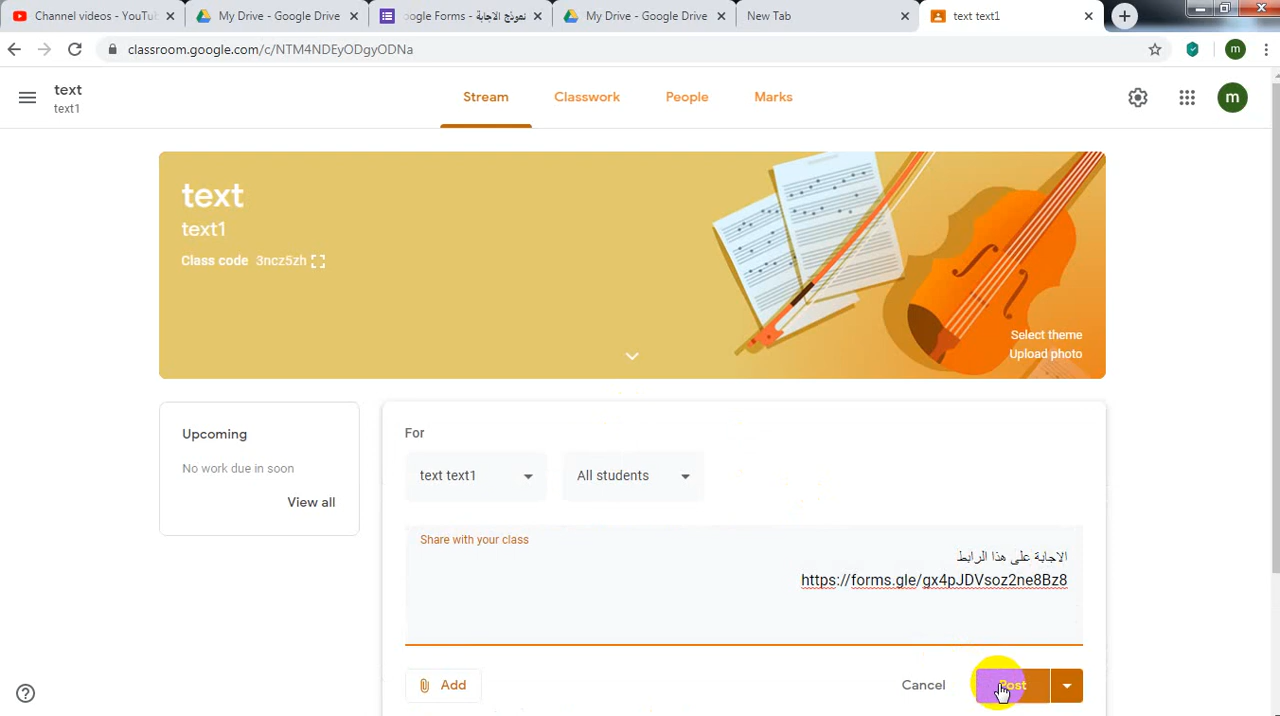 Channel videos - YouTu
My Drive - Google Drive
نموذج الاجابة - Google Forms
My Drive - Google Drive
New Tab
text text1
classroom.google.com/c/NTM4NDEyODgyODNa
m
text
text1
Stream
Classwork
People
Marks
m
text
text1
Class code 3ncz5zh
Select theme
Upload photo
Upcoming
No work due in soon
View all
For
text text1
All students
Share with your class
الاجابة على هذا الرابط
https://forms.gle/gx4pJDVsoz2ne8Bz8
Add
Cancel
Post